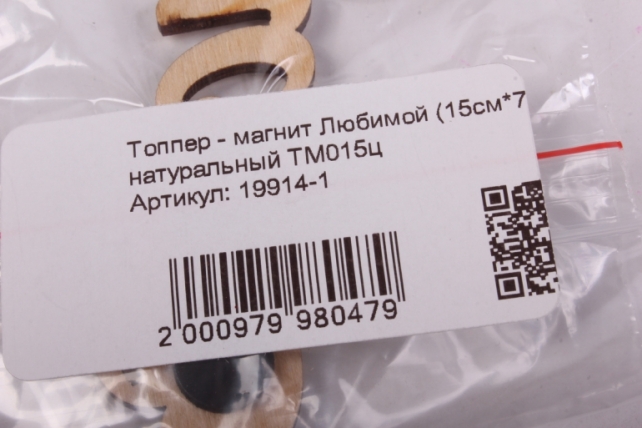 Топпер - магнит Любимой (15см*7
натуральный ТМ015ц
Артикул: 19914-1
2 000979 980479